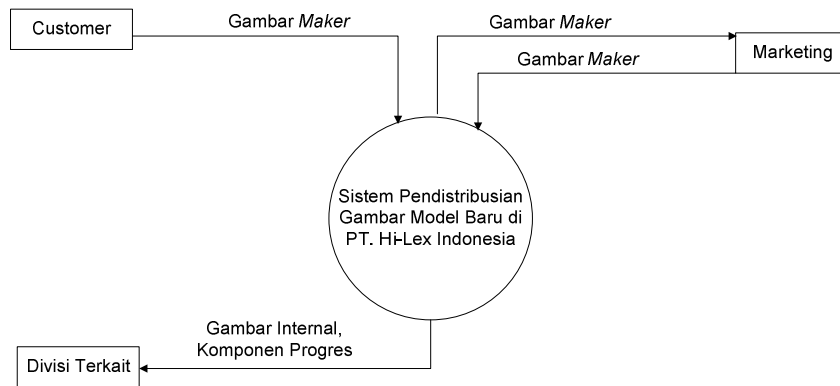 Customer
Gambar Maker
Gambar Maker
Marketing
Gambar Maker
Sistem Pendistribusian
Gambar Model Baru di
PT. Hi-Lex Indonesia
Gambar Internal,
Komponen Progres
Divisi Terkait